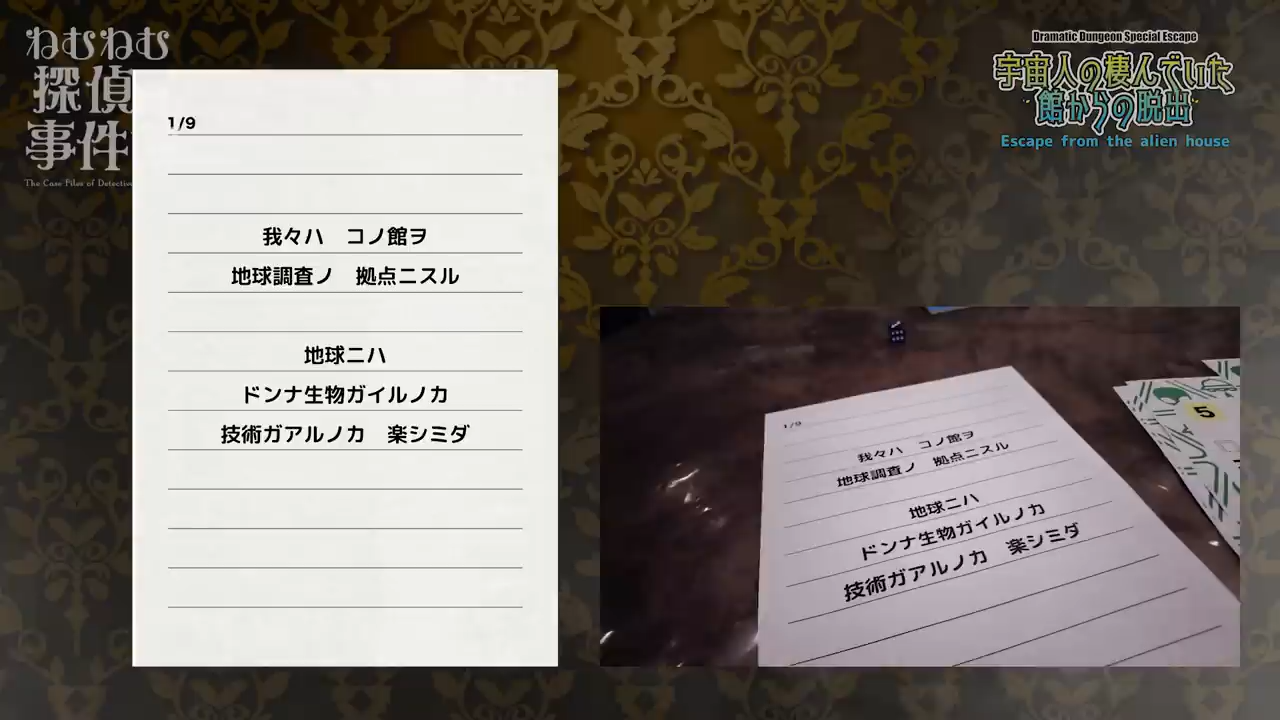 ねむねむ
探偵
事件
The Case Files of Detective
1/9
我々ハ　コノ館ヲ
地球調査ノ　拠点ニスル
地球ニハ
ドンナ生物ガイルノカ
技術ガアルノカ　楽シミダ
Dramatic Dungeon Special Escape
宇宙人の棲んでいた
館からの脱出
Escape from the alien house
1/9
我々ハ　コノ館ヲ
地球調査ノ　拠点ニスル
地球ニハ
ドンナ生物ガイルノカ
技術ガアルノカ　楽シミダ
5